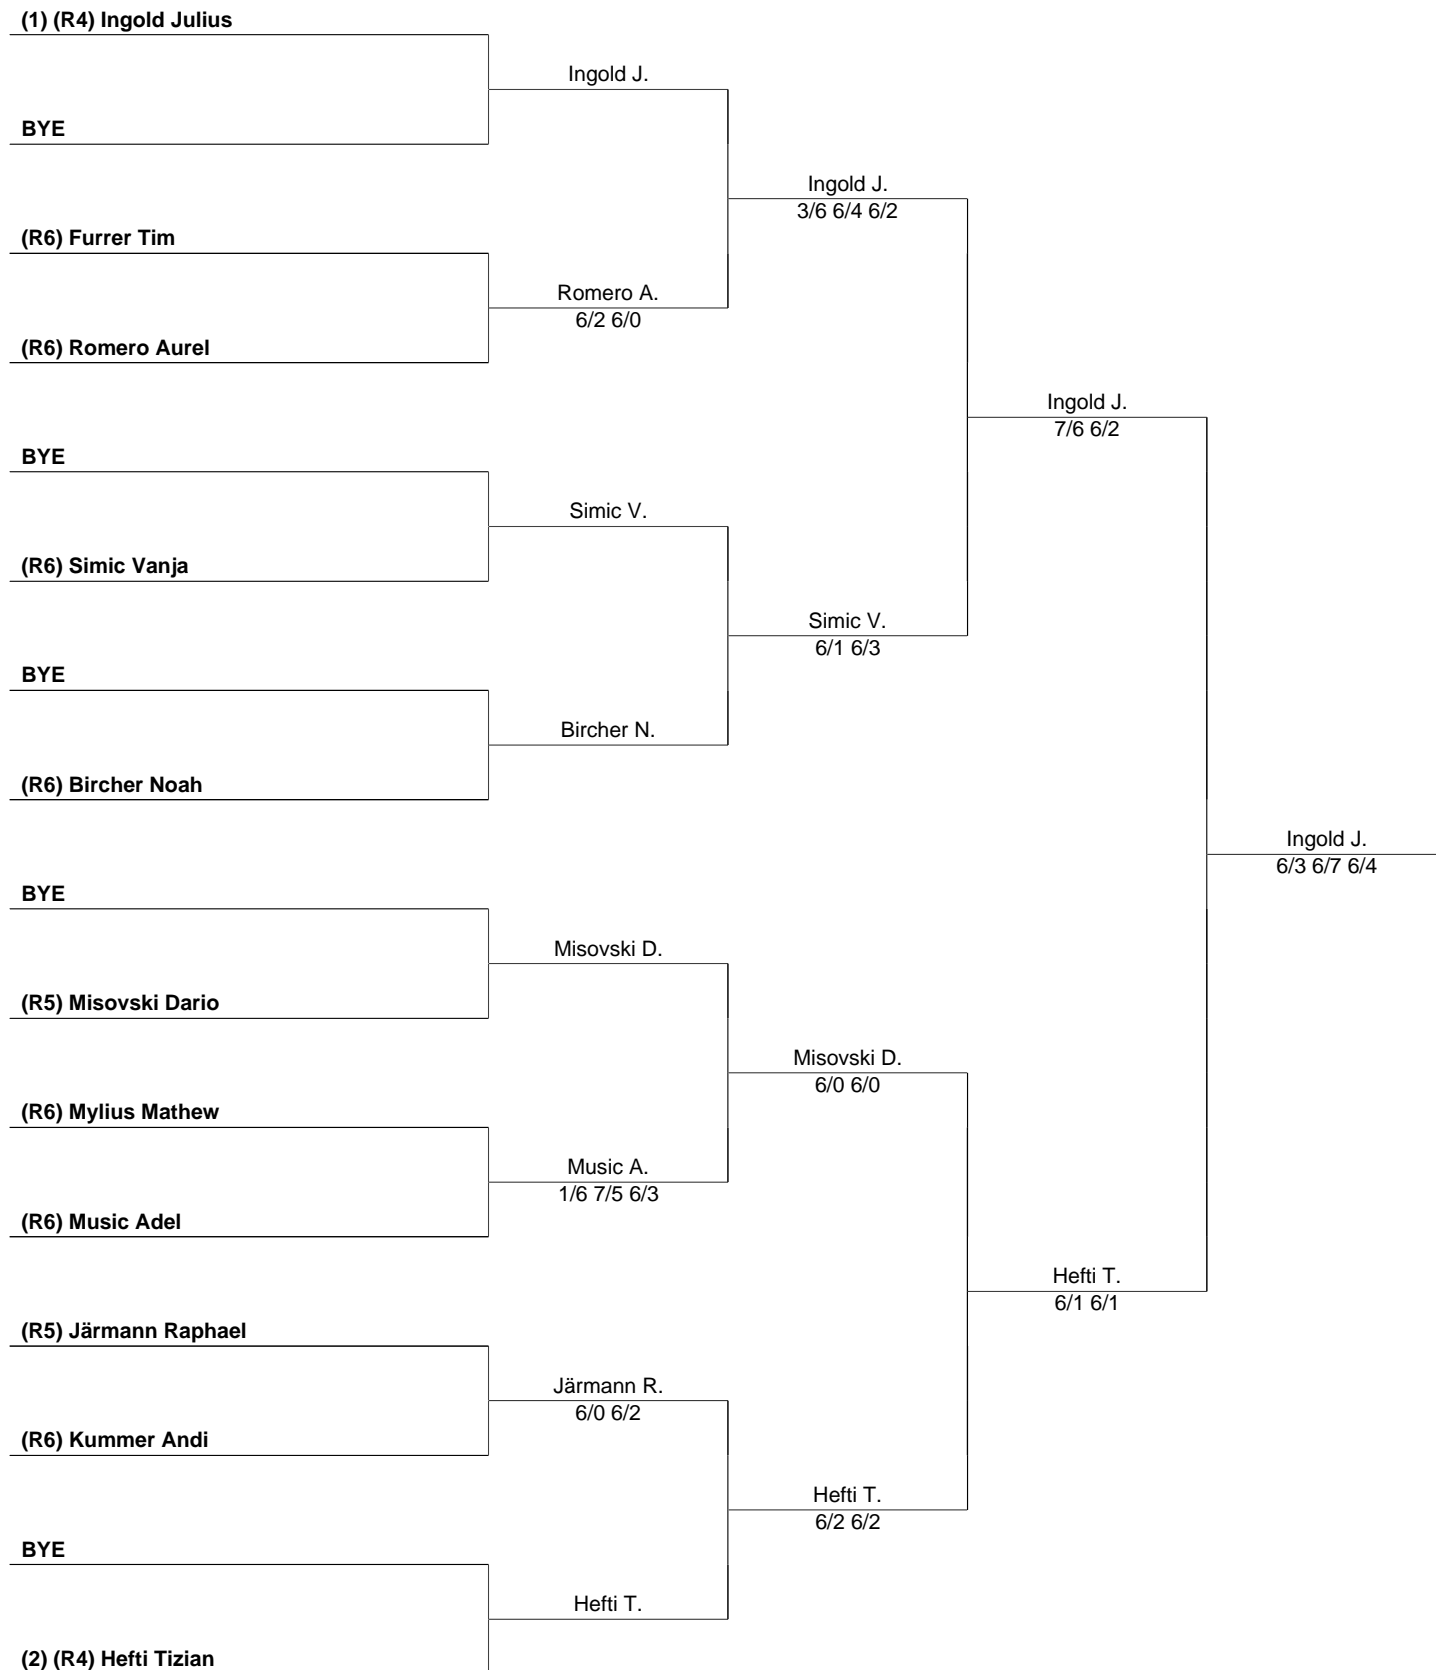 (1) (R4) Ingold Julius
Ingold J.
BYE
Ingold J.
3/6 6/4 6/2
(R6) Furrer Tim
Romero A.
6/2 6/0
(R6) Romero Aurel
Ingold J.
7/6 6/2
BYE
Simic V.
(R6) Simic Vanja
Simic V.
6/1 6/3
BYE
Bircher N.
(R6) Bircher Noah
Ingold J.
6/3 6/7 6/4
BYE
Misovski D.
(R5) Misovski Dario
Misovski D.
6/0 6/0
(R6) Mylius Mathew
Music A.
1/6 7/5 6/3
(R6) Music Adel
Hefti T.
6/1 6/1
(R5) Järmann Raphael
Järmann R.
6/0 6/2
(R6) Kummer Andi
Hefti T.
6/2 6/2
BYE
Hefti T.
(2) (R4) Hefti Tizian